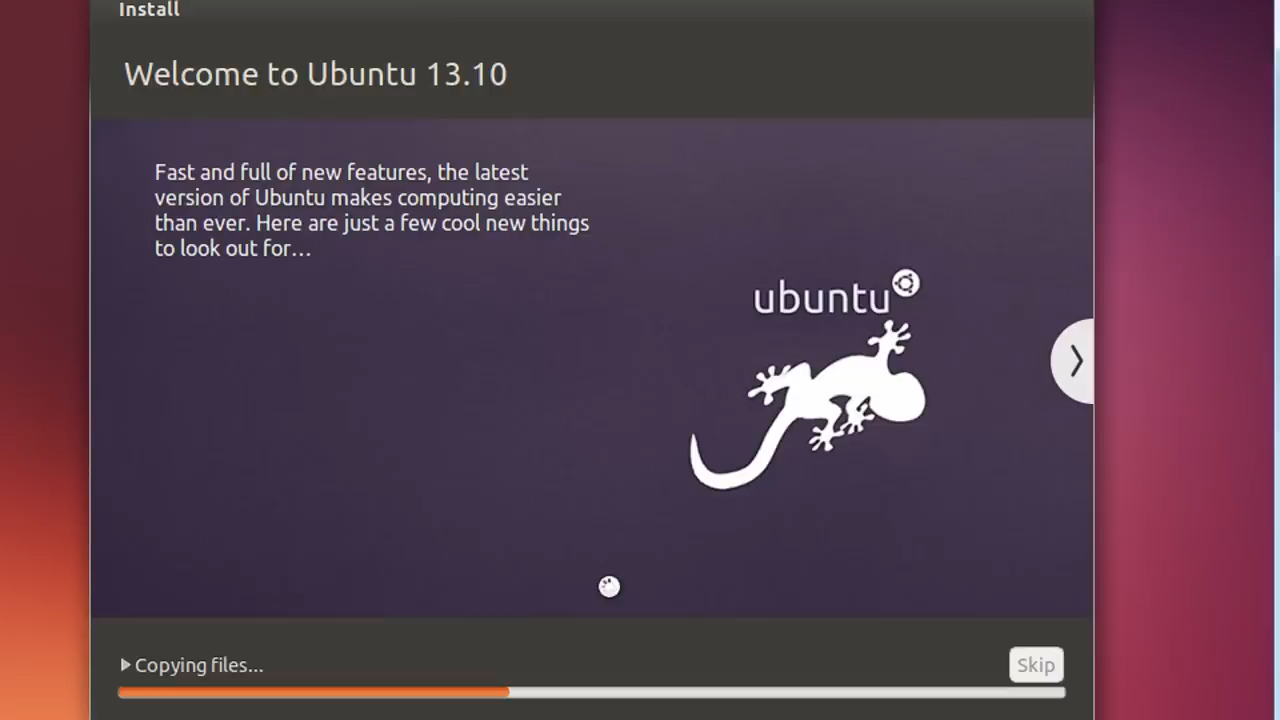 Install
Welcome to Ubuntu 13.10
Fast and full of new features, the latest
version of Ubuntu makes computing easier
than ever. Here are just a few cool new things
to look out for...
ubuntu
Copying files...
Skip